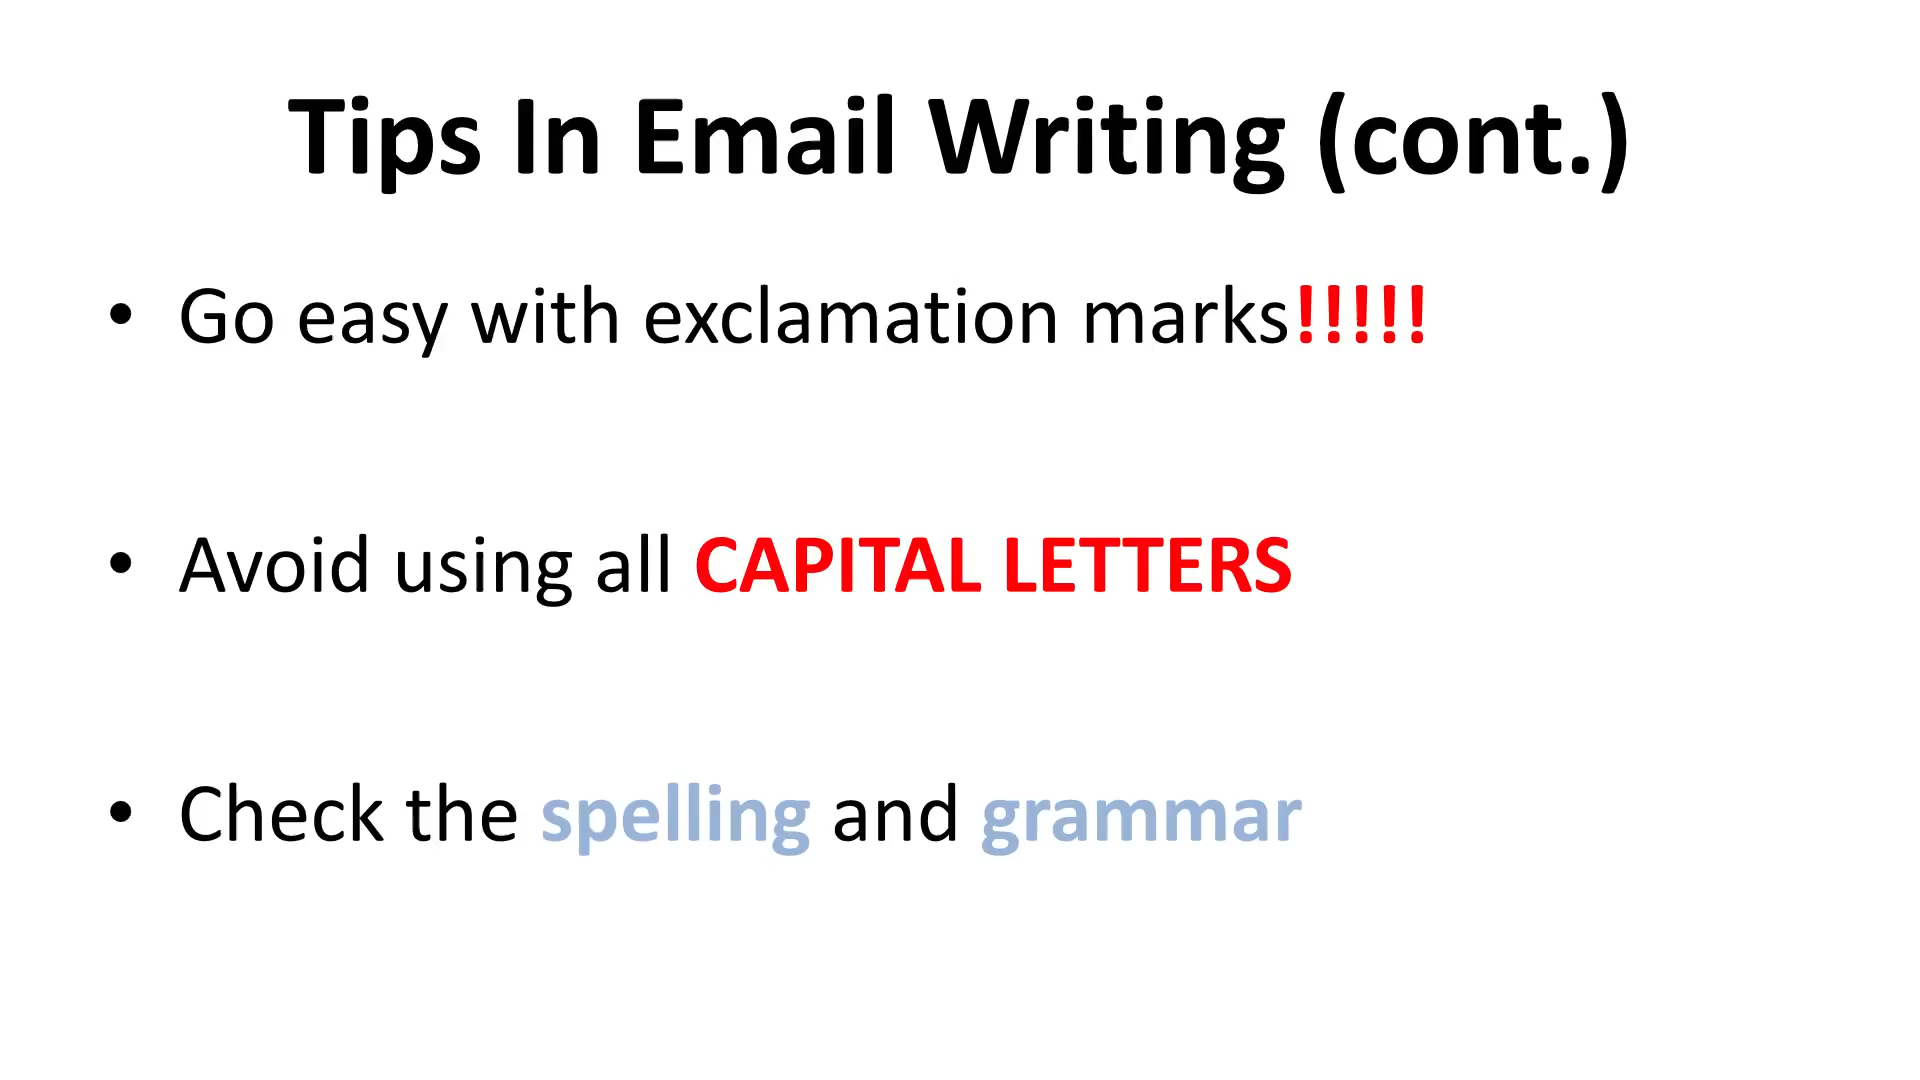 Tips In Email Writing (cont.)
• Go easy with exclamation marks!!!!!
• Avoid using all CAPITAL LETTERS
• Check the spelling and grammar